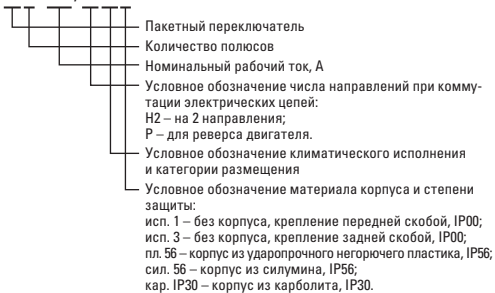 Пакетный переключатель
Количество полюсов
Номинальный рабочий ток, А
Условное обозначение числа направлений при комму-
тации электрических цепей:
Н2 – на 2 направления;
Р – для реверса двигателя.
Условное обозначение климатического исполнения
и категории размещения
Условное обозначение материала корпуса и степени
защиты:
исп. 1 – без корпуса, крепление передней скобой, IP00;
исп. 3 – без корпуса, крепление задней скобой, IP00;
пл. 56 – корпус из ударопрочного негорючего пластика, IP56;
сил. 56 – корпус из силумина, IP56;
кар. IP30 – корпус из карболита, IP30.